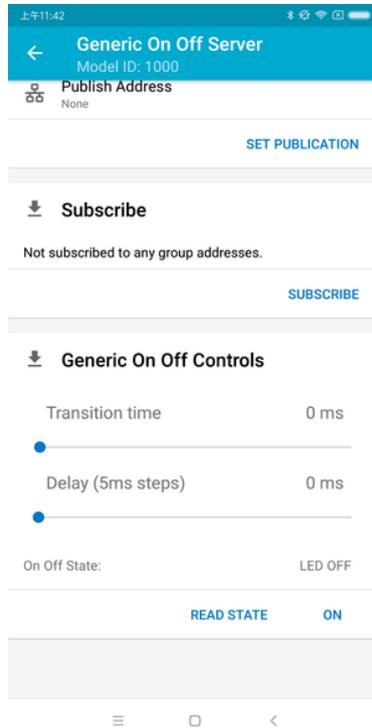 上午11:42
Generic On Off Server
Model ID: 1000
Publish Address
None
SET PUBLICATION
Subscribe
Not subscribed to any group addresses.
SUBSCRIBE
Generic On Off Controls
Transition time 0 ms
Delay (5ms steps) 0 ms
On Off State: LED OFF
READ STATE ON